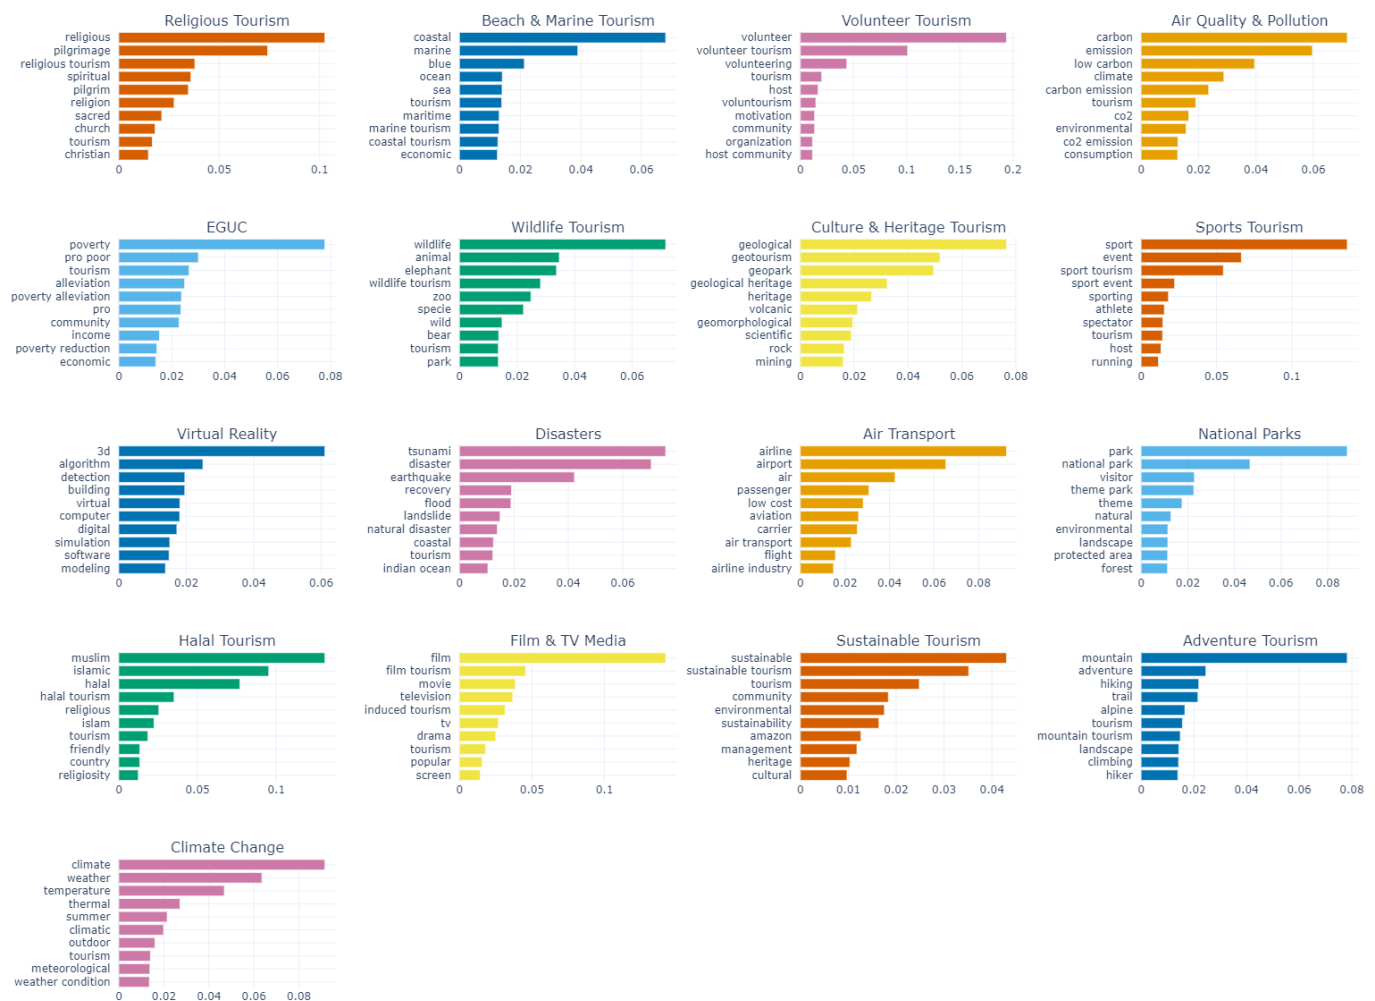 Religious Tourism
religious
pilgrimage
religious tourism
spiritual
pilgrim
religion
sacred
church
tourism
christian
0 0.05 0.1
Beach & Marine Tourism
coastal
marine
blue
ocean
sea
tourism
maritime
marine tourism
coastal tourism
economic
0 0.02 0.04 0.06
Volunteer Tourism
volunteer
volunteer tourism
volunteering
tourism
host
voluntourism
motivation
community
organization
host community
0 0.05 0.1 0.15 0.2
Air Quality & Pollution
carbon
emission
low carbon
climate
carbon emission
tourism
co2
environmental
co2 emission
consumption
0 0.02 0.04 0.06
EGUC
poverty
pro poor
tourism
alleviation
poverty alleviation
pro
community
income
poverty reduction
economic
0 0.02 0.04 0.06 0.08
Wildlife Tourism
wildlife
animal
elephant
wildlife tourism
zoo
specie
wild
bear
tourism
park
0 0.02 0.04 0.06
Culture & Heritage Tourism
geological
geotourism
geopark
geological heritage
heritage
volcanic
geomorphological
scientific
rock
mining
0 0.02 0.04 0.06 0.08
Sports Tourism
sport
event
sport tourism
sport event
sporting
athlete
spectator
tourism
host
running
0 0.05 0.1
Virtual Reality
3d
algorithm
detection
building
virtual
computer
digital
simulation
software
modeling
0 0.02 0.04 0.06
Disasters
tsunami
disaster
earthquake
recovery
flood
landslide
natural disaster
coastal
tourism
indian ocean
0 0.02 0.04 0.06
Air Transport
airline
airport
air
passenger
low cost
aviation
carrier
air transport
flight
airline industry
0 0.02 0.04 0.06 0.08
National Parks
park
national park
visitor
theme park
theme
natural
environmental
landscape
protected area
forest
0 0.02 0.04 0.06 0.08
Halal Tourism
muslim
islamic
halal
halal tourism
religious
islam
tourism
friendly
country
religiosity
0 0.05 0.1
Film & TV Media
film
film tourism
movie
television
induced tourism
tv
drama
tourism
popular
screen
0 0.05 0.1
Sustainable Tourism
sustainable
sustainable tourism
tourism
community
environmental
sustainability
amazon
management
heritage
cultural
0 0.01 0.02 0.03 0.04
Adventure Tourism
mountain
adventure
hiking
trail
alpine
tourism
mountain tourism
landscape
climbing
hiker
0 0.02 0.04 0.06 0.08
Climate Change
climate
weather
temperature
thermal
summer
climatic
outdoor
tourism
meteorological
weather condition
0 0.02 0.04 0.06 0.08